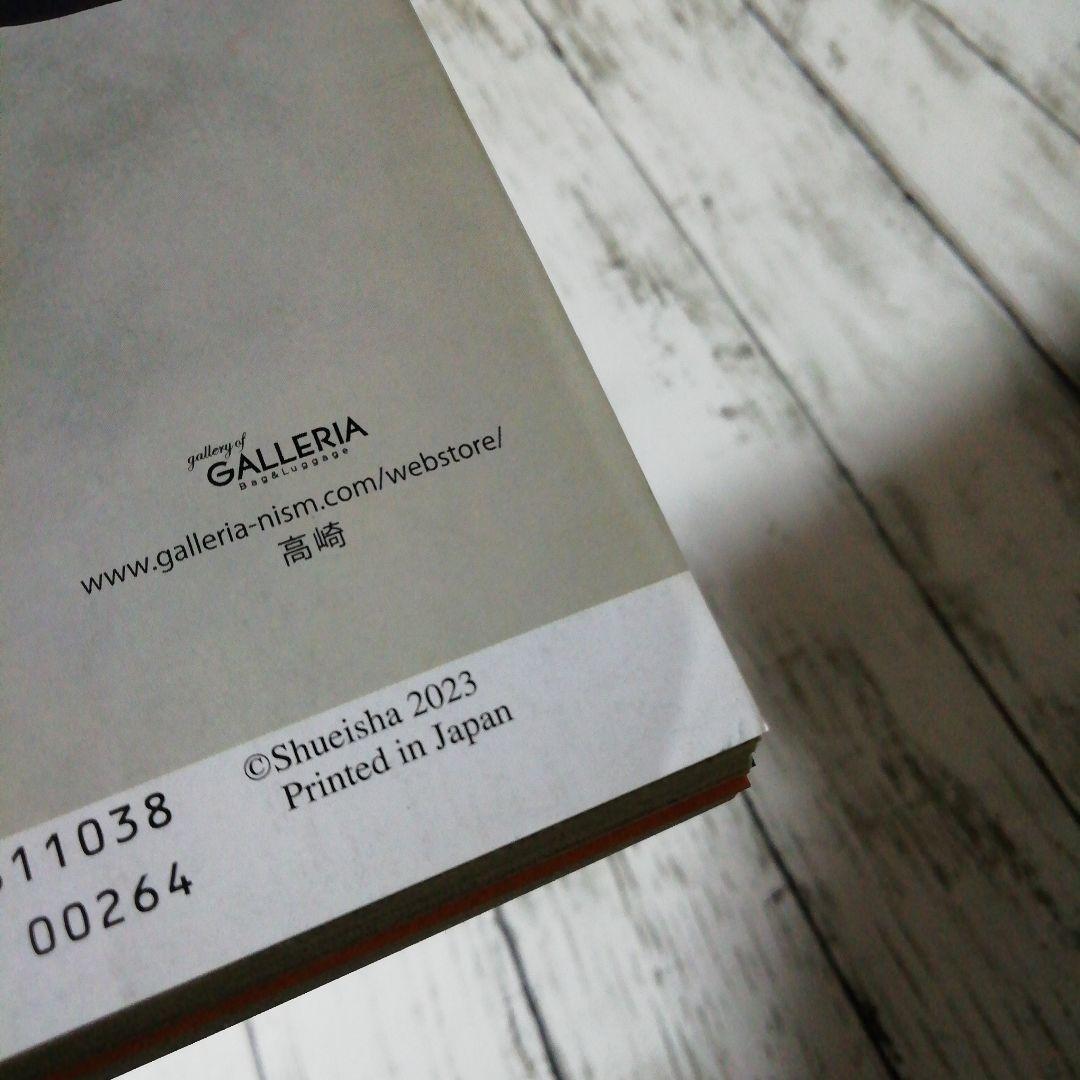 gallery of
GALLERIA
Bag&Luggage
www.galleria-nism.com/webstore/
高崎
©Shueisha 2023
Printed in Japan
11038
00264